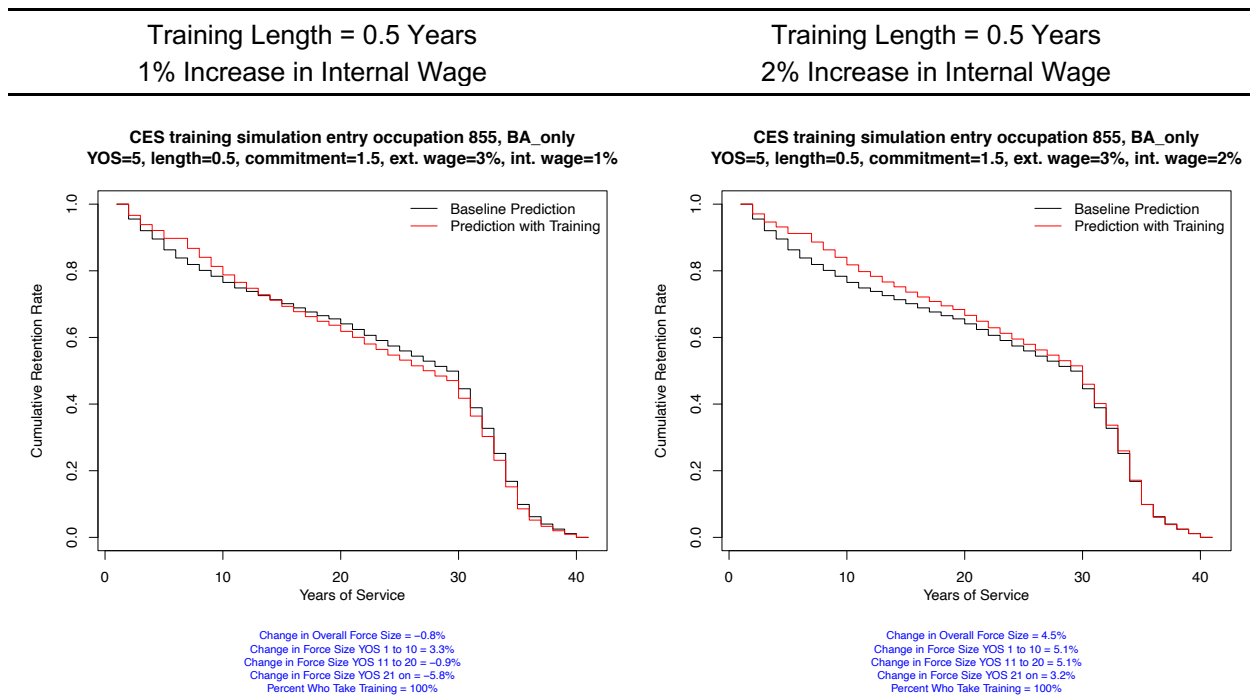 Training Length = 0.5 Years
1% Increase in Internal Wage
Training Length = 0.5 Years
2% Increase in Internal Wage
CES training simulation entry occupation 855, BA_only
YOS=5, length=0.5, commitment=1.5, ext. wage=3%, int. wage=1%
Baseline Prediction
Prediction with Training
Cumulative Retention Rate
1.0
0.8
0.6
0.4
0.2
0.0
0 10 20 30 40
Years of Service
Change in Overall Force Size = −0.8%
Change in Force Size YOS 1 to 10 = 3.3%
Change in Force Size YOS 11 to 20 = −0.9%
Change in Force Size YOS 21 on = −5.8%
Percent Who Take Training = 100%
CES training simulation entry occupation 855, BA_only
YOS=5, length=0.5, commitment=1.5, ext. wage=3%, int. wage=2%
Baseline Prediction
Prediction with Training
Cumulative Retention Rate
1.0
0.8
0.6
0.4
0.2
0.0
0 10 20 30 40
Years of Service
Change in Overall Force Size = 4.5%
Change in Force Size YOS 1 to 10 = 5.1%
Change in Force Size YOS 11 to 20 = 5.1%
Change in Force Size YOS 21 on = 3.2%
Percent Who Take Training = 100%